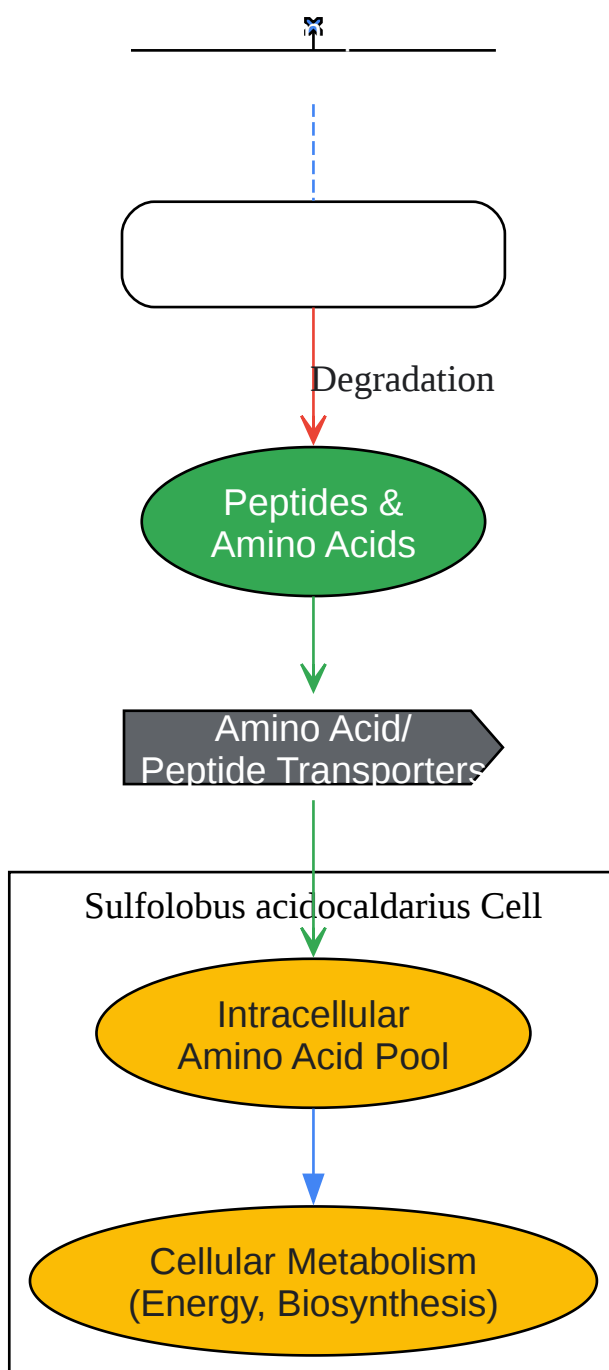 Degradation
Peptides &
Amino Acids
Amino Acid/
Peptide Transporters
Sulfolobus acidocaldarius Cell
Intracellular
Amino Acid Pool
Cellular Metabolism
(Energy, Biosynthesis)